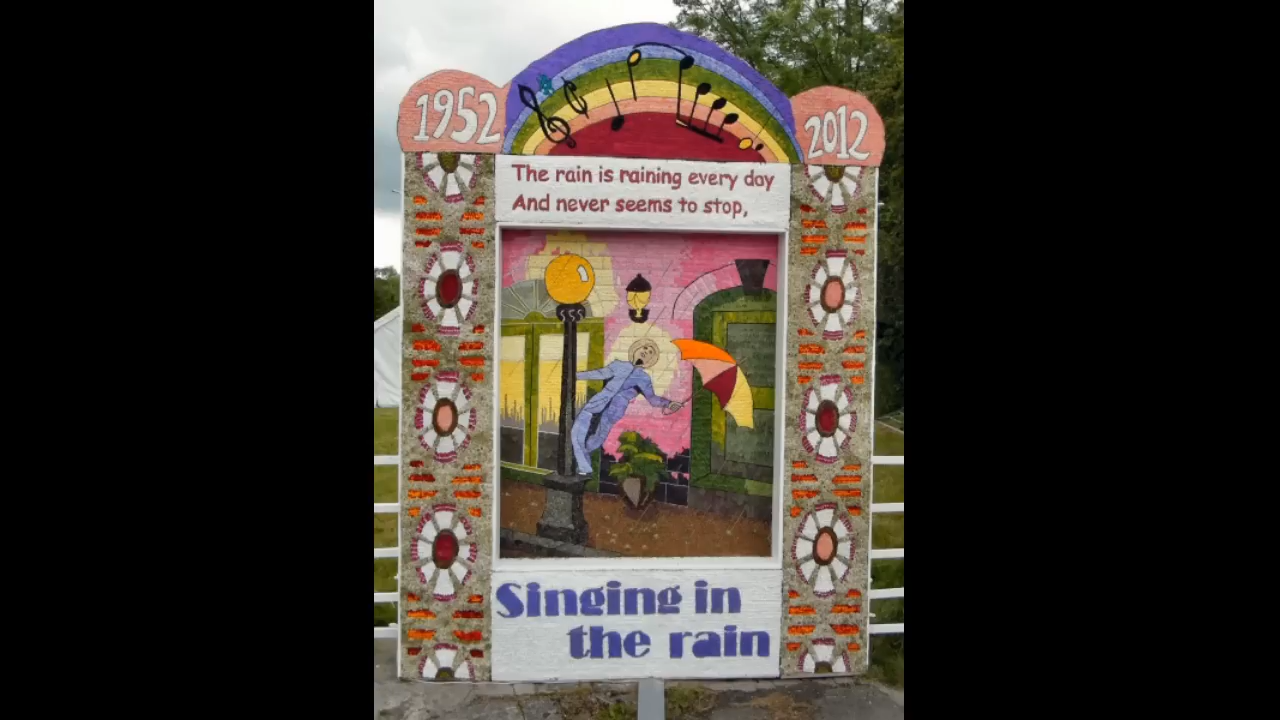 1952
2012
The rain is raining every day
And never seems to stop,
Singing in
the rain